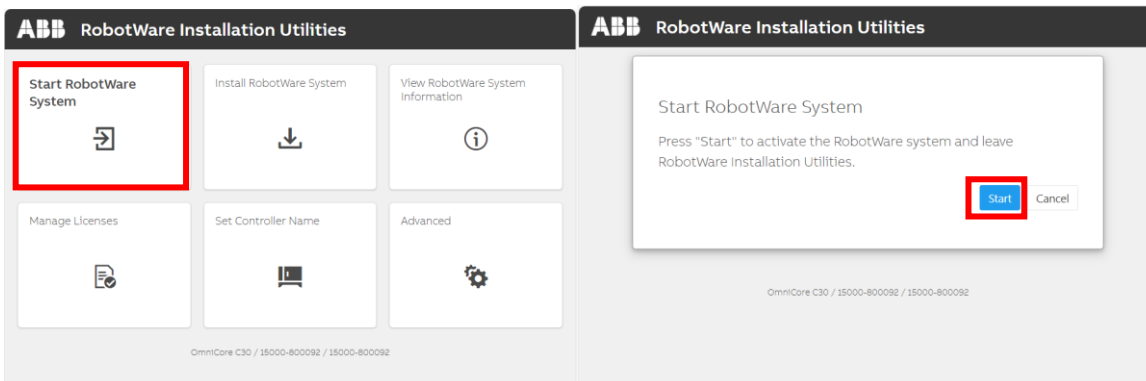 ABB RobotWare Installation Utilities
Start RobotWare
System
Install RobotWare System
View RobotWare System
Information
Manage Licenses
Set Controller Name
Advanced
OmniCore C30 / 15000-800092 / 15000-800092
ABB RobotWare Installation Utilities
Start RobotWare System
Press "Start" to activate the RobotWare system and leave
RobotWare Installation Utilities.
Start Cancel
OmniCore C30 / 15000-800092 / 15000-800092